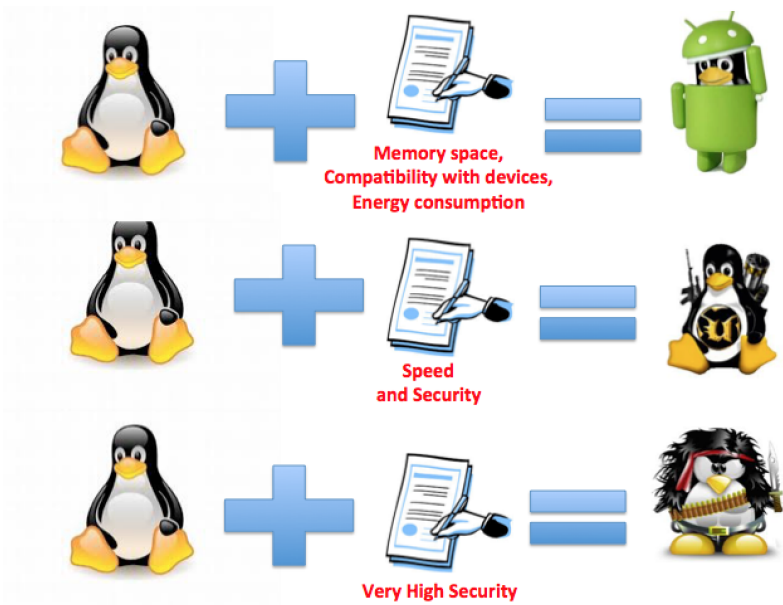 Memory space,
Compatibility with devices,
Energy consumption
Speed
and Security
Very High Security